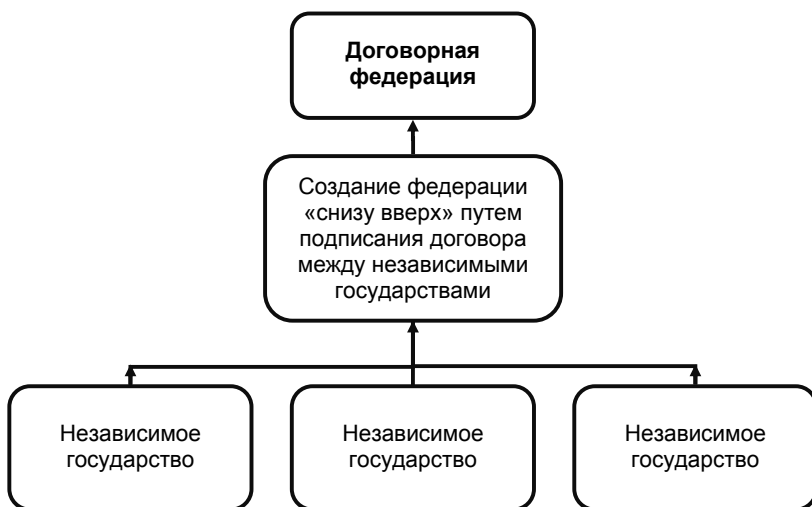 Договорная
федерация
Создание федерации
«снизу вверх» путем
подписания договора
между независимыми
государствами
Независимое
государство
Независимое
государство
Независимое
государство